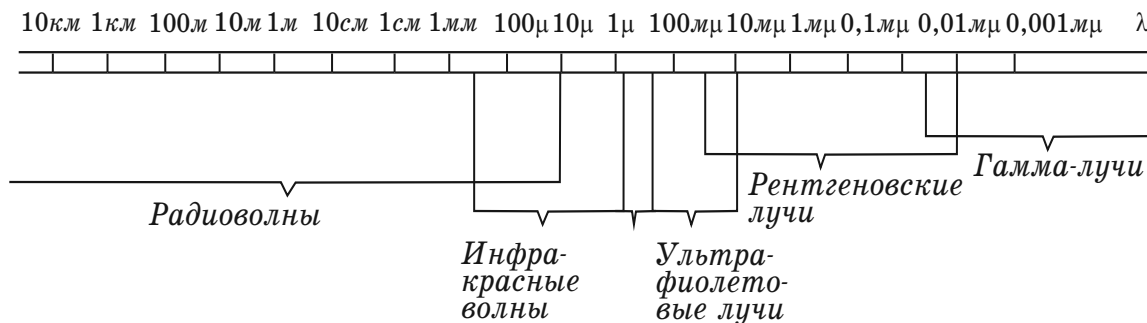 10км 1км 100м 10м 1м 10см 1см 1мм 100μ 10μ 1μ 100мμ 10мμ 1мμ 0,1мμ 0,01мμ 0,001мμ λ
Радиоволны
Инфра-
красные
волны
Ультра-
фиолето-
вые лучи
Рентгеновские
лучи
Гамма-лучи